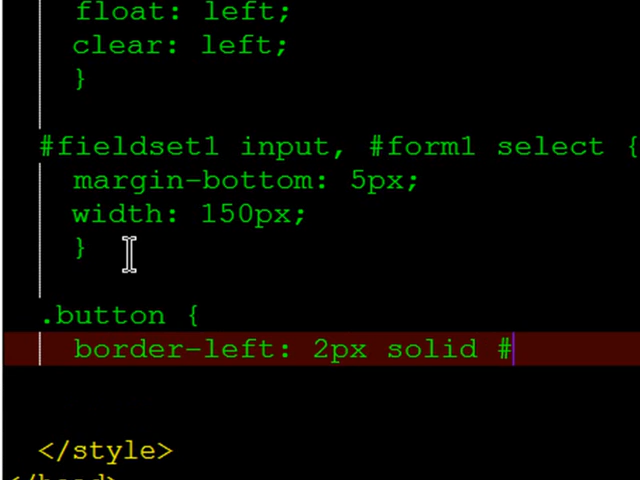 float: left;
clear: left;
}
#fieldset1 input, #form1 select {
margin-bottom: 5px;
width: 150px;
}
.button {
border-left: 2px solid #
</style>
</head>